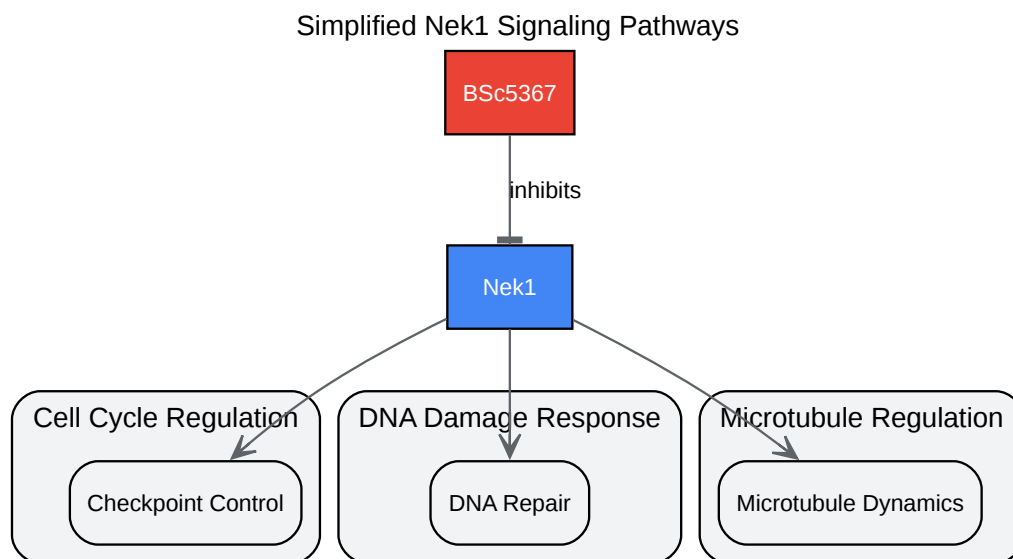 Simplified Nek1 Signaling Pathways
BSc5367
inhibits
Nek1
Cell Cycle Regulation
DNA Damage Response
Microtubule Regulation
Checkpoint Control
DNA Repair
Microtubule Dynamics